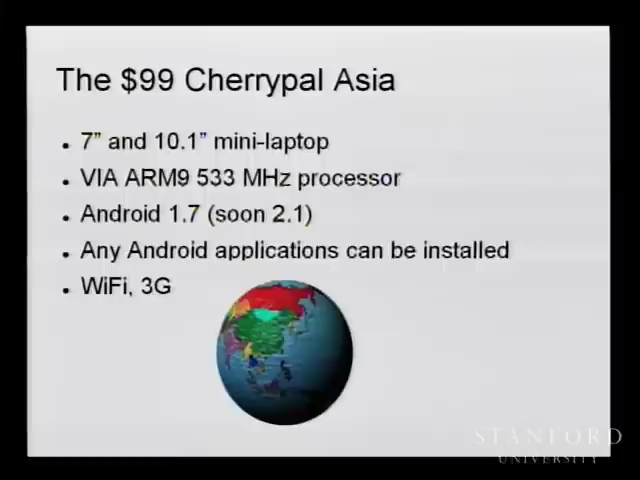 The $99 Cherrypal Asia
• 7” and 10.1” mini-laptop
• VIA ARM9 533 MHz processor
• Android 1.7 (soon 2.1)
• Any Android applications can be installed
• WiFi, 3G
STANFORD
UNIVERSITY